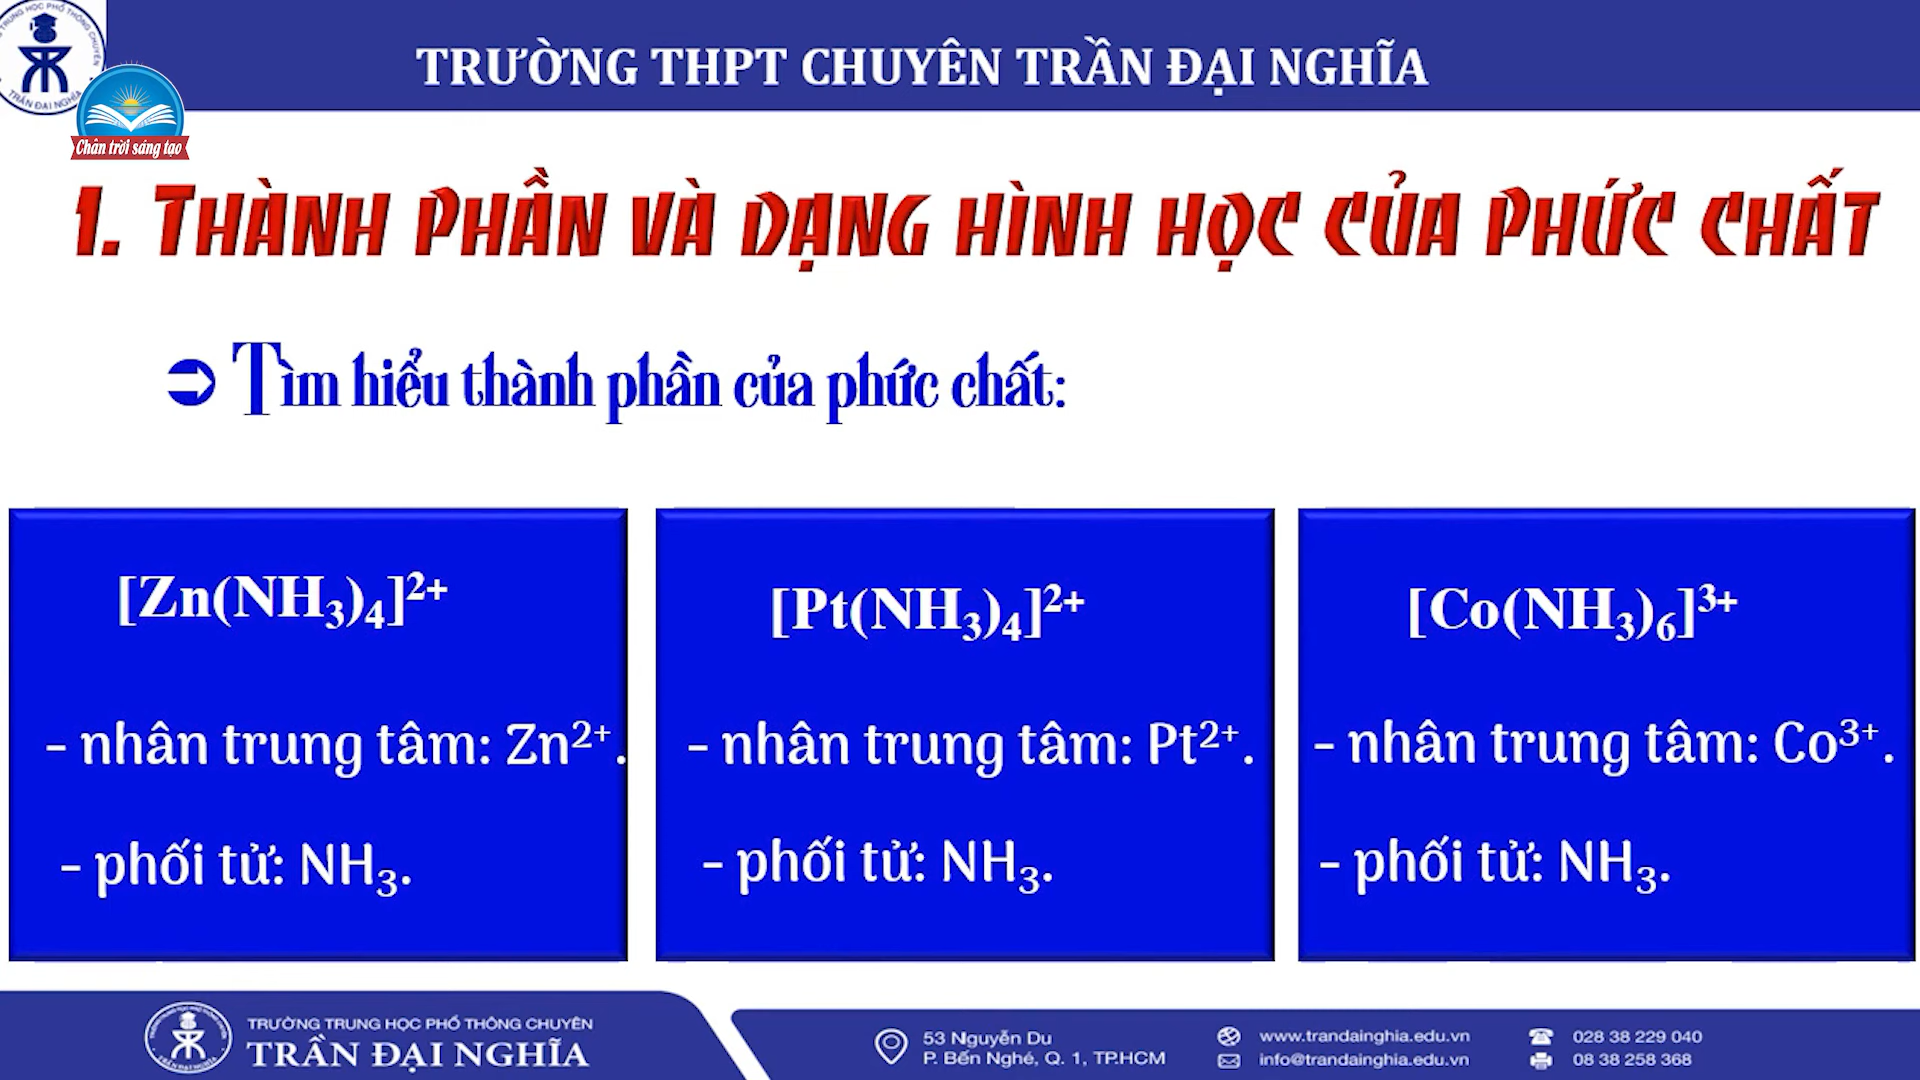 TRƯỜNG THPT CHUYÊN TRẦN ĐẠI NGHĨA
TRẦN ĐẠI NGHĨA
Chân trời sáng tạo
1. THÀNH PHẦN VÀ DẠNG HÌNH HỌC CỦA PHỨC CHẤT
➲ Tìm hiểu thành phần của phức chất:
[Zn(NH₃)₄]²⁺
- nhân trung tâm: Zn²⁺.
- phối tử: NH₃.
[Pt(NH₃)₄]²⁺
- nhân trung tâm: Pt²⁺.
- phối tử: NH₃.
[Co(NH₃)₆]³⁺
- nhân trung tâm: Co³⁺.
- phối tử: NH₃.
TRƯỜNG TRUNG HỌC PHỔ THÔNG CHUYÊN
TRẦN ĐẠI NGHĨA
53 Nguyễn Du
P. Bến Nghé, Q. 1, TP.HCM
www.trandainghia.edu.vn
info@trandainghia.edu.vn
028 38 229 040
08 38 258 368